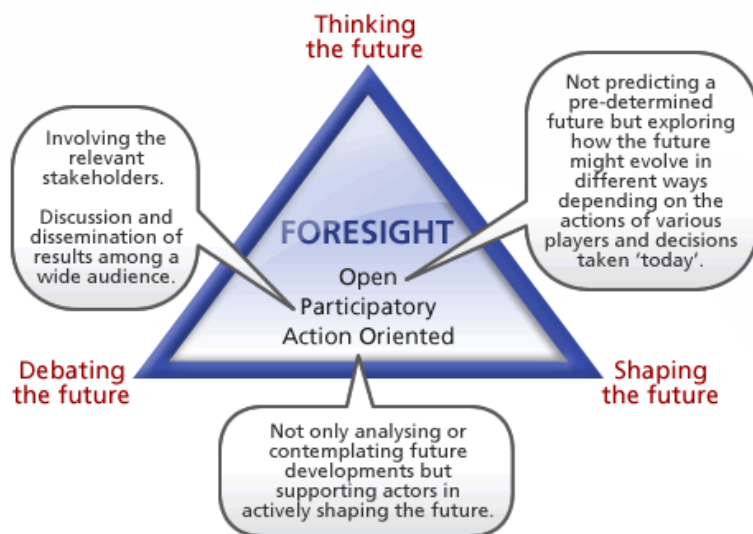 Thinking
the future
Involving the
relevant
stakeholders.
Discussion and
dissemination of
results among a
wide audience.
Not predicting a
pre-determined
future but exploring
how the future
might evolve in
different ways
depending on the
actions of various
players and decisions
taken ‘today’.
FORESIGHT
Open
Participatory
Action Oriented
Debating
the future
Shaping
the future
Not only analysing or
contemplating future
developments but
supporting actors in
actively shaping the future.